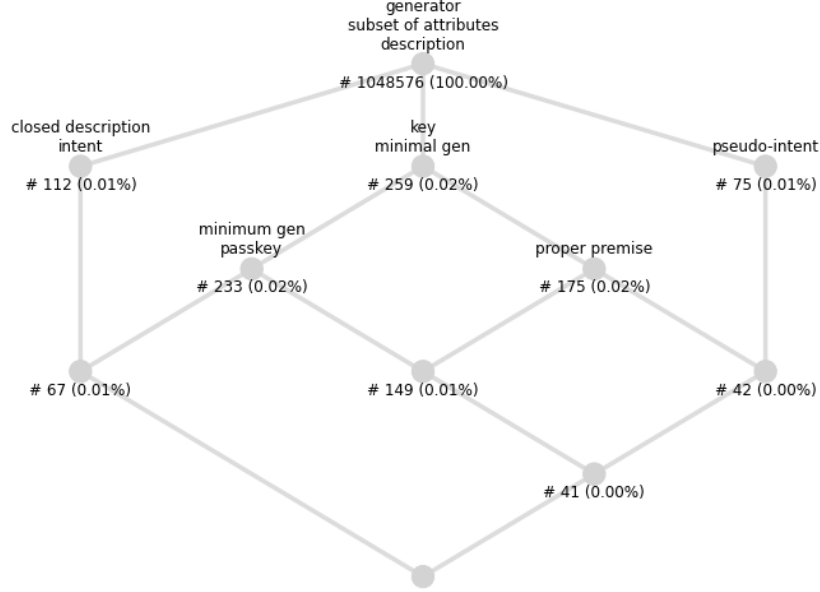 generator
subset of attributes
description
# 1048576 (100.00%)
closed description
intent
# 112 (0.01%)
key
minimal gen
# 259 (0.02%)
pseudo-intent
# 75 (0.01%)
minimum gen
passkey
# 233 (0.02%)
proper premise
# 175 (0.02%)
# 67 (0.01%)
# 149 (0.01%)
# 42 (0.00%)
# 41 (0.00%)